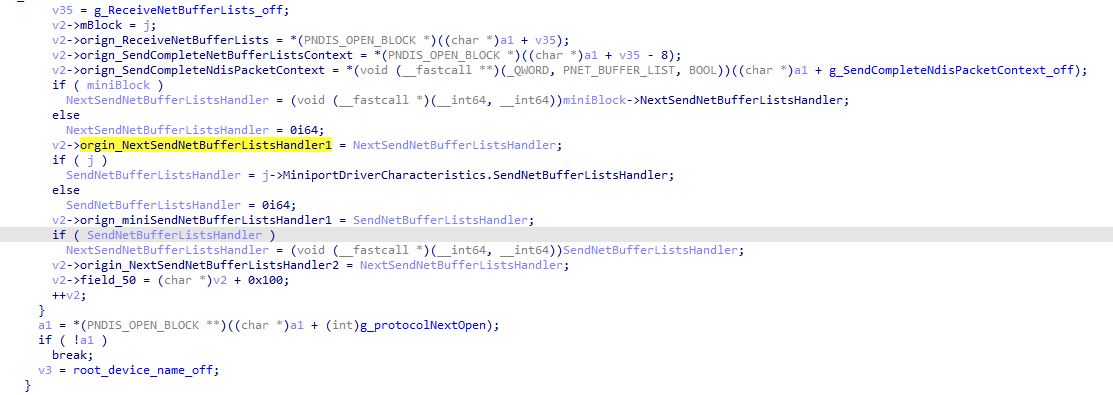 v35 = g_ReceiveNetBufferLists_off;
v2->mBlock = j;
v2->orign_ReceiveNetBufferLists = *(PNDIS_OPEN_BLOCK *)((char *)a1 + v35);
v2->orign_SendCompleteNetBufferListsContext = *(PNDIS_OPEN_BLOCK *)((char *)a1 + v35 - 8);
v2->orign_SendCompleteNdisPacketContext = *(void (__fastcall **)(_QWORD, PNET_BUFFER_LIST, BOOL))((char *)a1 + g_SendCompleteNdisPacketContext_off);
if ( miniBlock )
NextSendNetBufferListsHandler = (void (__fastcall *)(__int64, __int64))miniBlock->NextSendNetBufferListsHandler;
else
NextSendNetBufferListsHandler = 0i64;
v2->orgin_NextSendNetBufferListsHandler1 = NextSendNetBufferListsHandler;
if ( j )
SendNetBufferListsHandler = j->MiniportDriverCharacteristics.SendNetBufferListsHandler;
else
SendNetBufferListsHandler = 0i64;
v2->orign_miniSendNetBufferListsHandler1 = SendNetBufferListsHandler;
if ( SendNetBufferListsHandler )
NextSendNetBufferListsHandler = (void (__fastcall *)(__int64, __int64))SendNetBufferListsHandler;
v2->origin_NextSendNetBufferListsHandler2 = NextSendNetBufferListsHandler;
v2->field_50 = (char *)v2 + 0x100;
++v2;
}
a1 = *(PNDIS_OPEN_BLOCK **)((char *)a1 + (int)g_protocolNextOpen);
if ( !a1 )
break;
v3 = root_device_name_off;
}